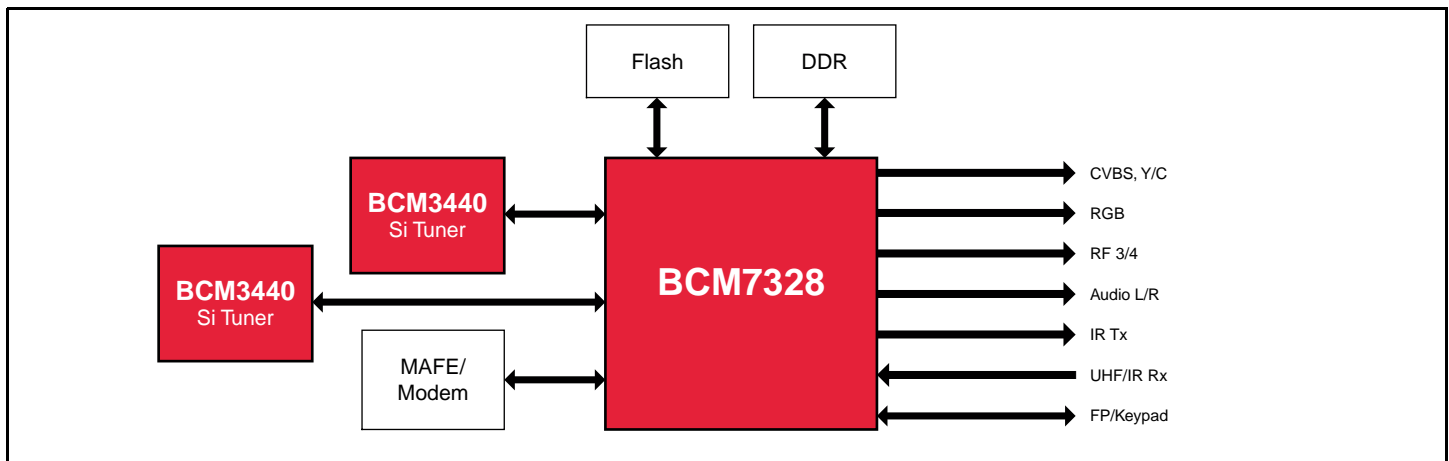 Flash
DDR
BCM3440
Si Tuner
BCM3440
Si Tuner
MAFE/
Modem
BCM7328
CVBS, Y/C
RGB
RF 3/4
Audio L/R
IR Tx
UHF/IR Rx
FP/Keypad